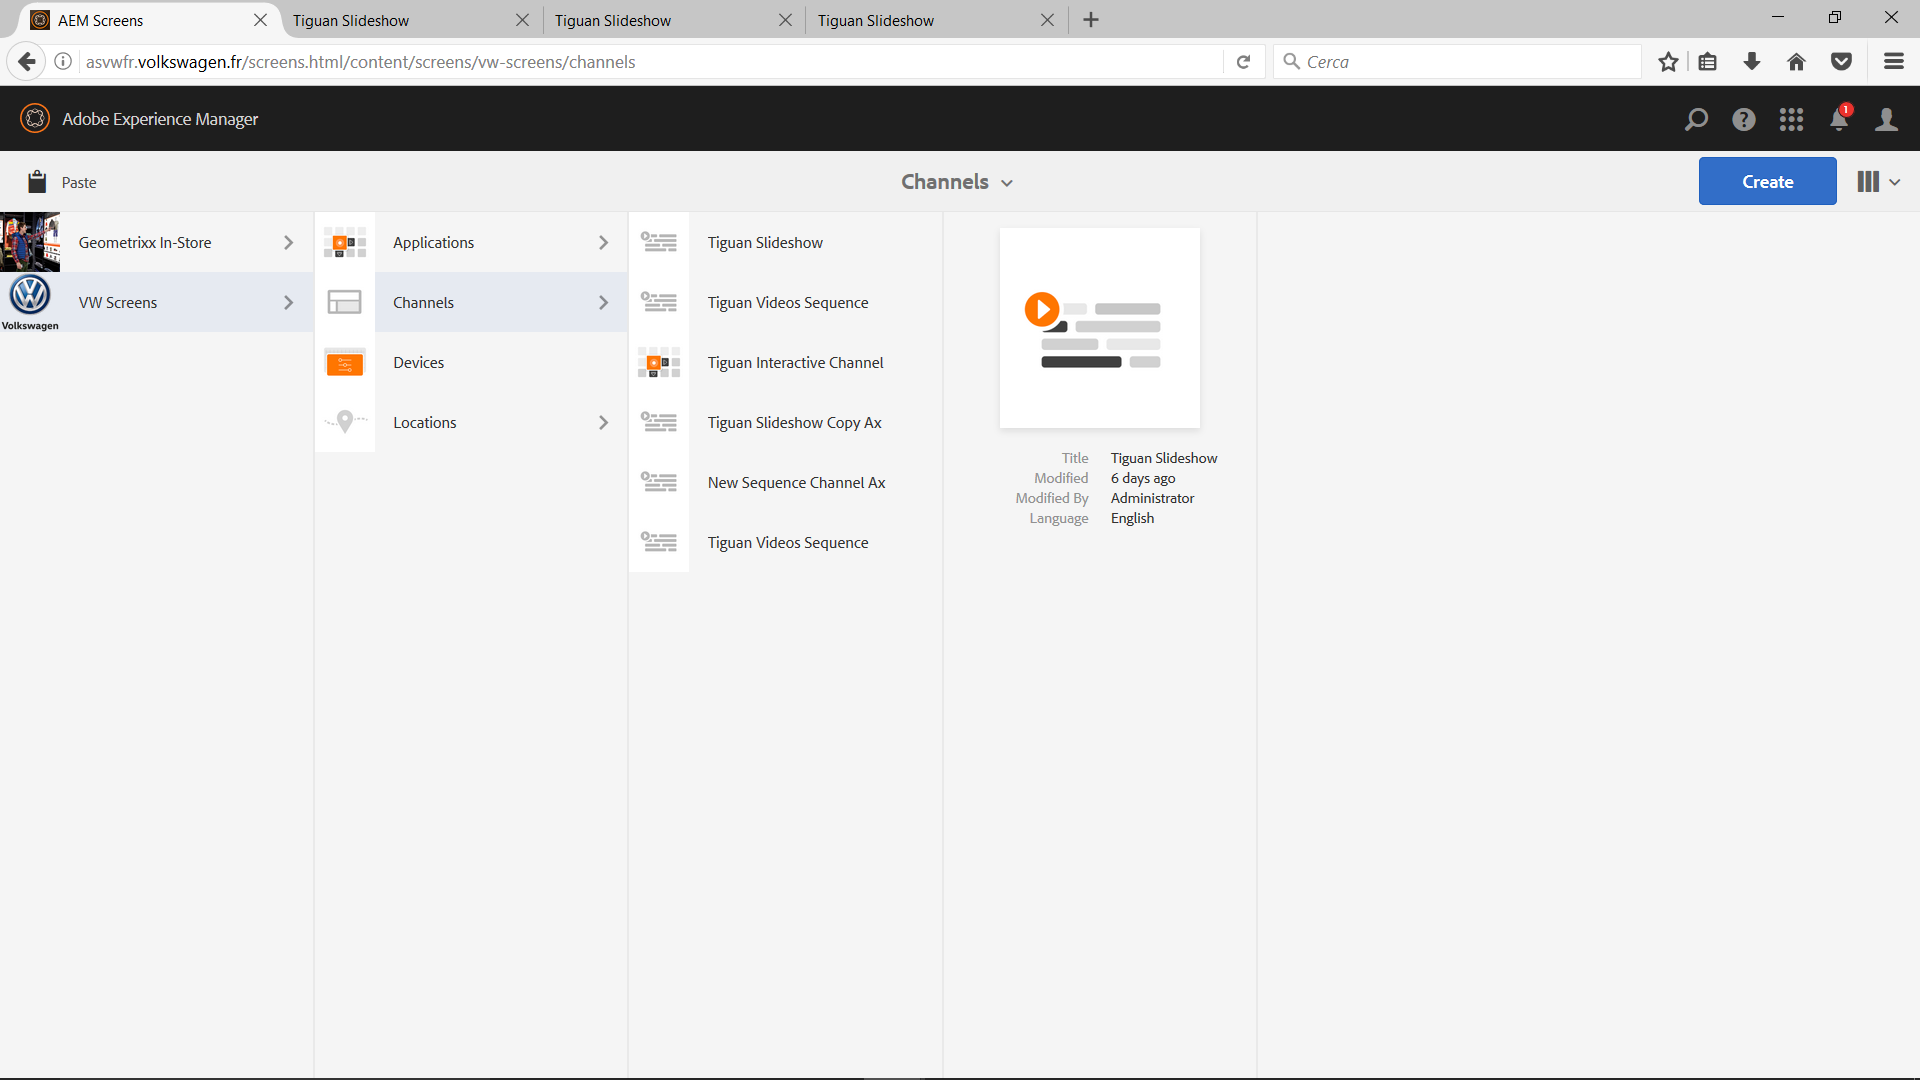 AEM Screens
Tiguan Slideshow
Tiguan Slideshow
Tiguan Slideshow
asvwfr.volkswagen.fr/screens.html/content/screens/vw-screens/channels
Cerca
Adobe Experience Manager
1
Paste
Channels
Create
Geometrixx In-Store
VW Screens
Volkswagen
Applications
Channels
Devices
Locations
Tiguan Slideshow
Tiguan Videos Sequence
Tiguan Interactive Channel
Tiguan Slideshow Copy Ax
New Sequence Channel Ax
Tiguan Videos Sequence
Title Tiguan Slideshow
Modified 6 days ago
Modified By Administrator
Language English